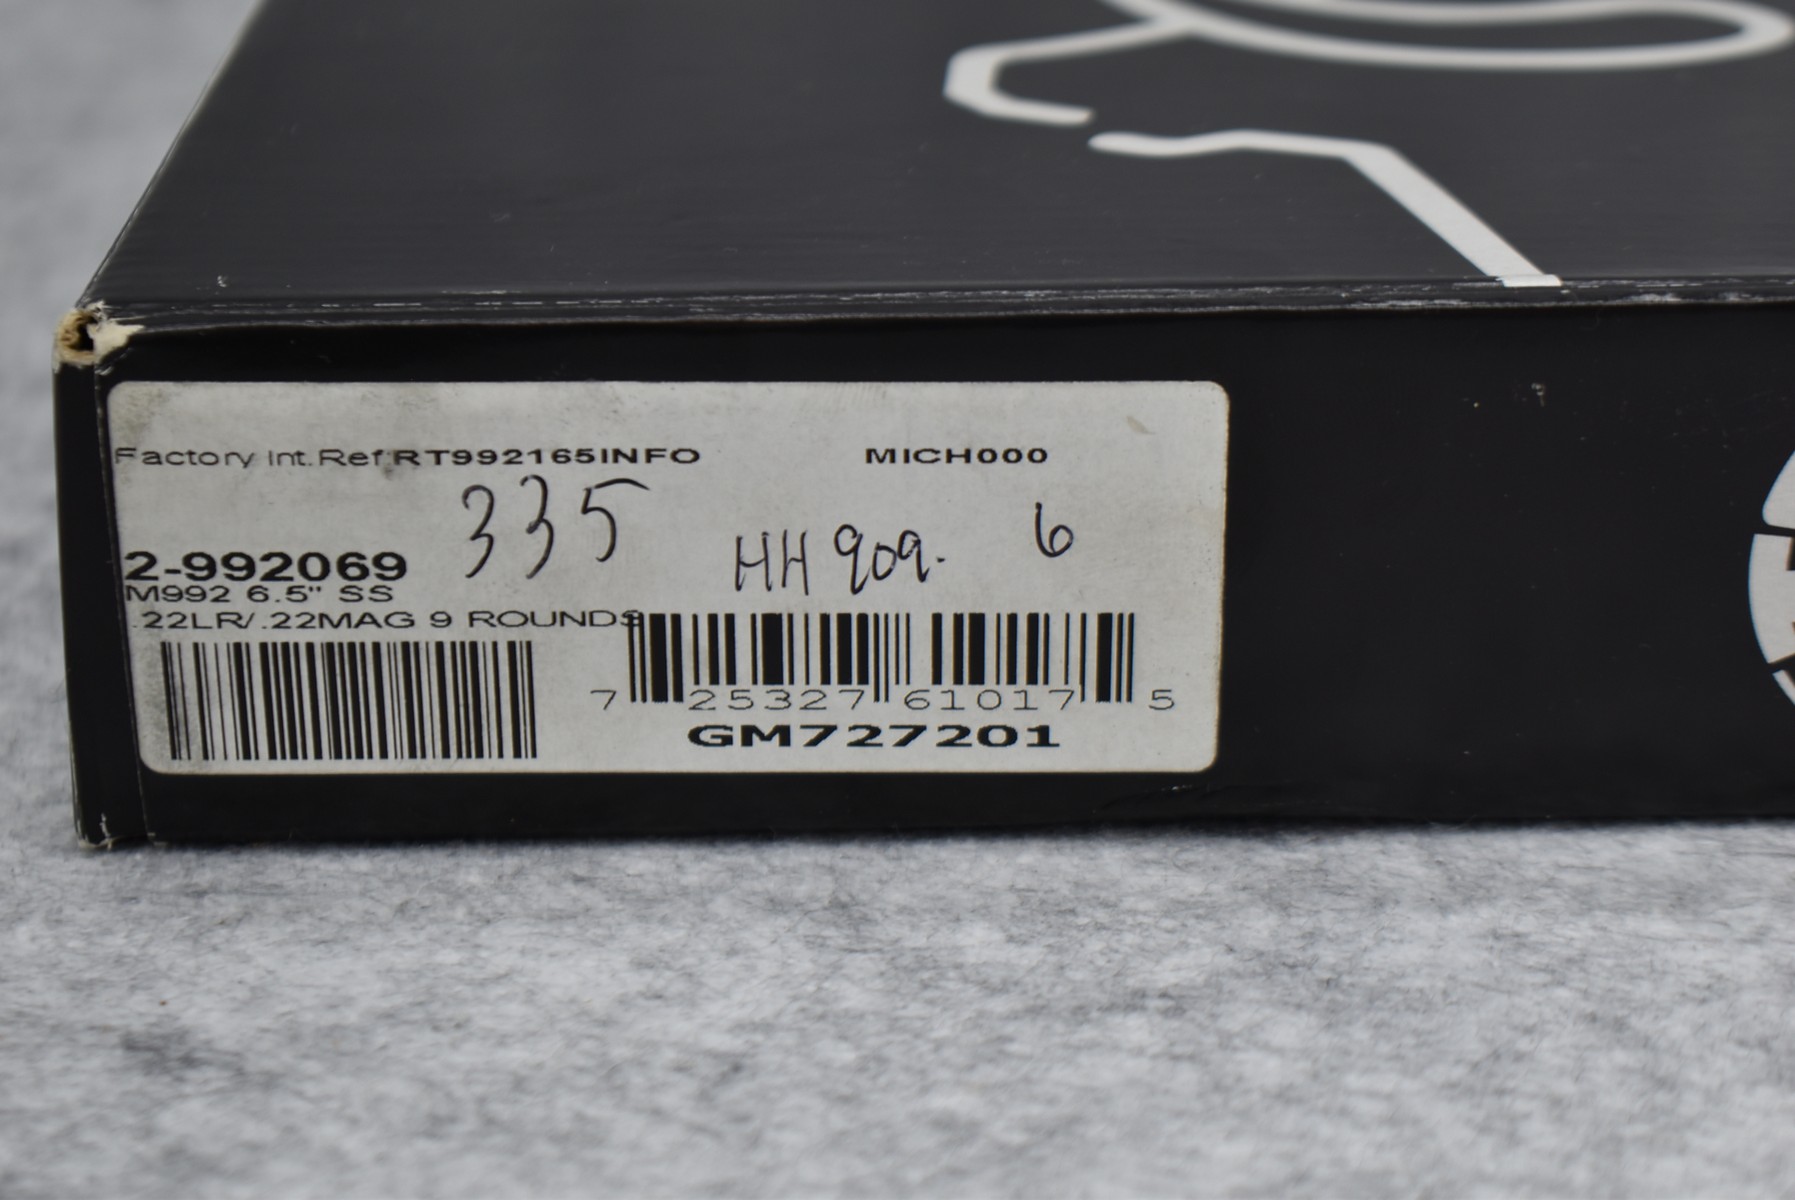 Factory Int. Ref: RT992165INFO MICH000
335
HH 909. 6
2-992069
M992 6.5" SS
.22LR/.22MAG 9 ROUNDS
7 25327 61017 5
GM727201